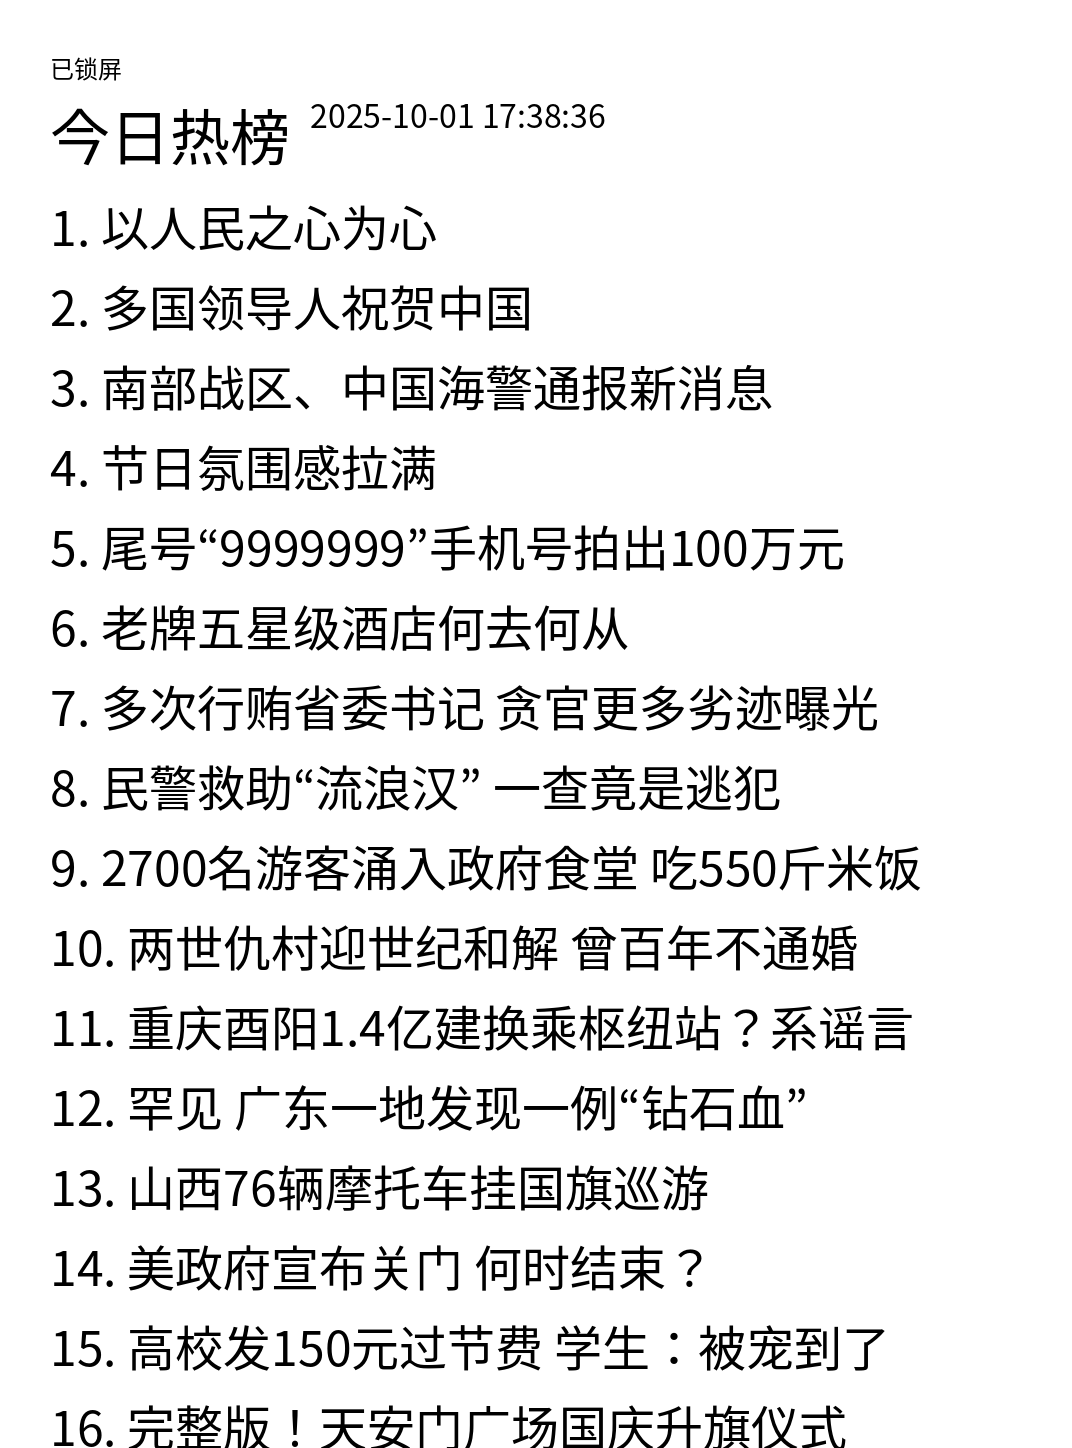 已锁屏
今日热榜 2025-10-01 17:38:36
1. 以人民之心为心
2. 多国领导人祝贺中国
3. 南部战区、中国海警通报新消息
4. 节日氛围感拉满
5. 尾号“9999999”手机号拍出100万元
6. 老牌五星级酒店何去何从
7. 多次行贿省委书记 贪官更多劣迹曝光
8. 民警救助“流浪汉” 一查竟是逃犯
9. 2700名游客涌入政府食堂 吃550斤米饭
10. 两世仇村迎世纪和解 曾百年不通婚
11. 重庆酉阳1.4亿建换乘枢纽站？系谣言
12. 罕见 广东一地发现一例“钻石血”
13. 山西76辆摩托车挂国旗巡游
14. 美政府宣布关门 何时结束？
15. 高校发150元过节费 学生：被宠到了
16. 完整版！天安门广场国庆升旗仪式